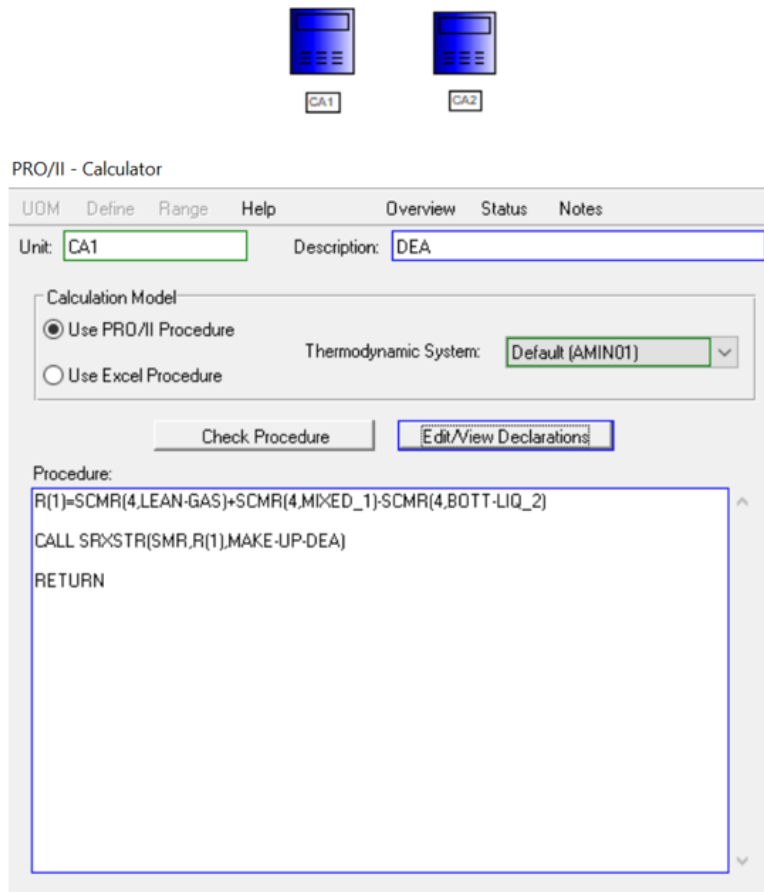 CA1 CA2
PRO/II - Calculator
UOM Define Range Help Overview Status Notes
Unit: CA1 Description: DEA
Calculation Model
Use PRO/II Procedure
Thermodynamic System: Default (AMIN01)
Use Excel Procedure
Check Procedure Edit/View Declarations
Procedure:
R(1)=SCMR(4,LEAN-GAS)+SCMR(4,MIXED_1)-SCMR(4,BOTT-LIQ_2)
CALL SRXSTR(SMR,R(1),MAKE-UP-DEA)
RETURN